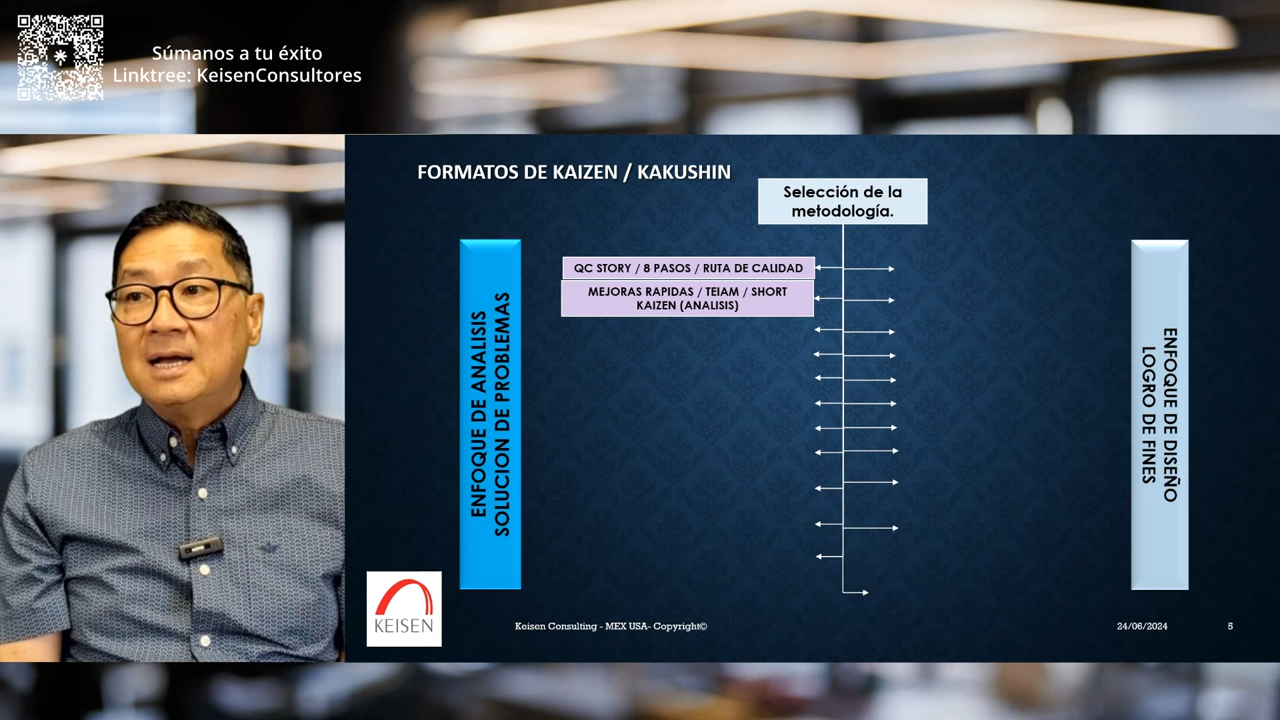 Súmanos a tu éxito
Linktree: KeisenConsultores
FORMATOS DE KAIZEN / KAKUSHIN
Selección de la
metodología.
QC STORY / 8 PASOS / RUTA DE CALIDAD
MEJORAS RAPIDAS / TEIAM / SHORT
KAIZEN (ANALISIS)
ENFOQUE DE ANALISIS
SOLUCION DE PROBLEMAS
ENFOQUE DE DISEÑO
LOGRO DE FINES
KEISEN
Keisen Consulting - MEX USA- Copyright©
24/06/2024
5